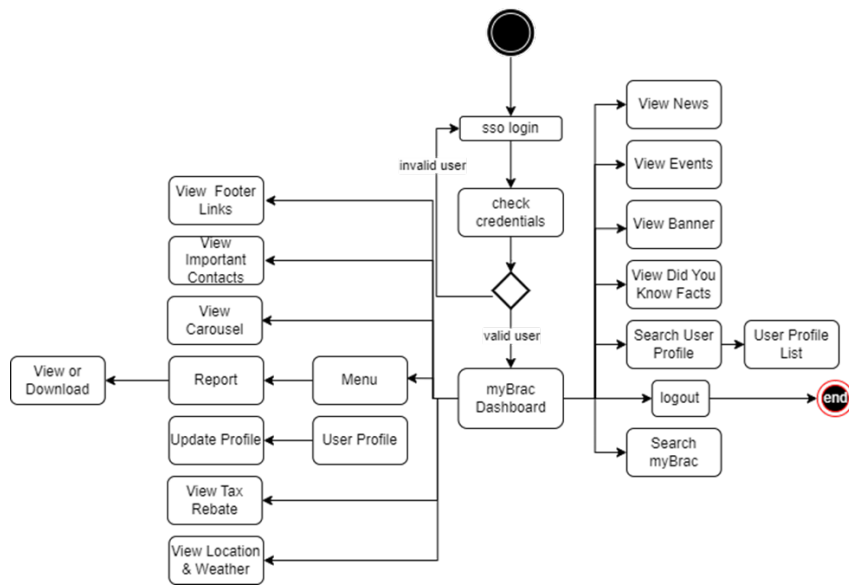 sso login
invalid user
check
credentials
valid user
myBrac
Dashboard
View Footer
Links
View
Important
Contacts
View
Carousel
View or
Download
Report
Menu
Update Profile
User Profile
View Tax
Rebate
View Location
& Weather
View News
View Events
View Banner
View Did You
Know Facts
Search User
Profile
User Profile
List
logout
end
Search
myBrac